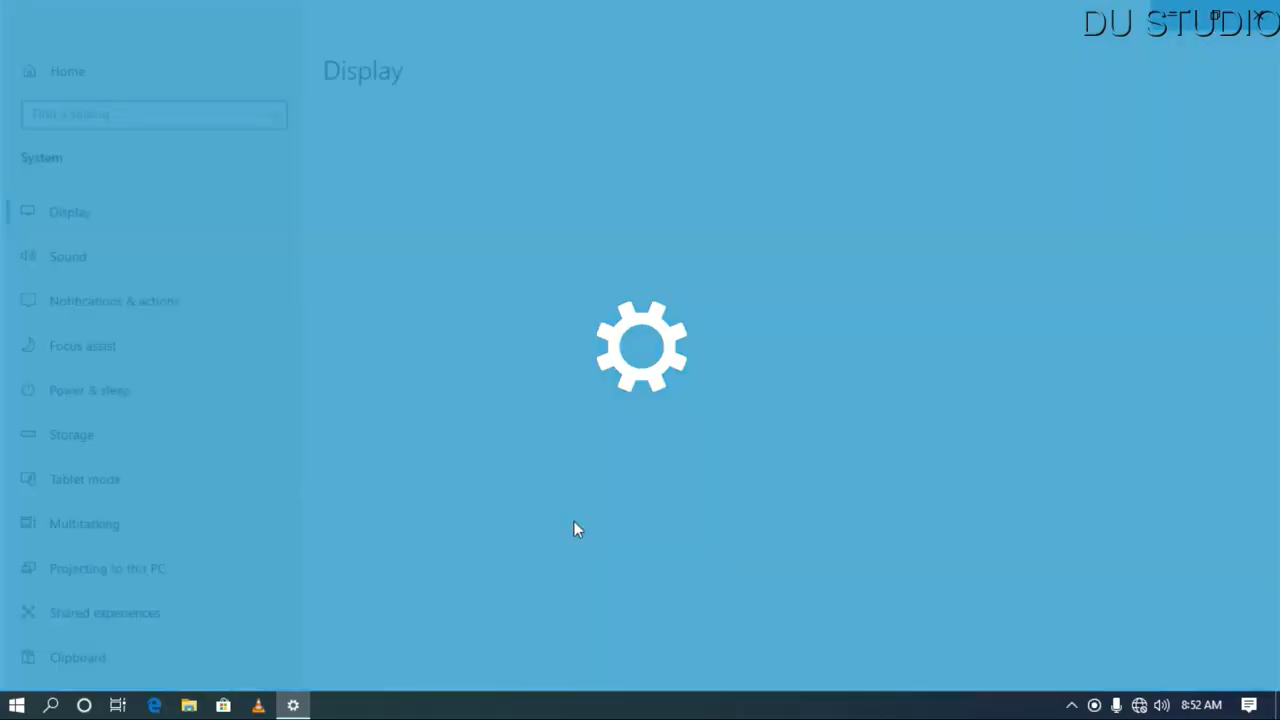 DU STUDIO
Home
Display
Find a setting
System
Display
Sound
Notifications & actions
Focus assist
Power & sleep
Storage
Tablet mode
Multitasking
Projecting to this PC
Shared experiences
Clipboard
8:52 AM